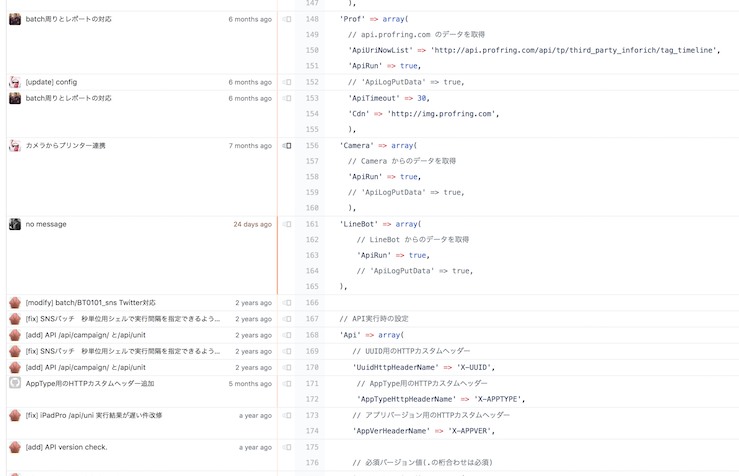 147 ),
batch周りとレポートの対応 6 months ago 148 'Prof' => array(
149 // api.profring.com のデータを取得
150 'ApiUriNowList' => 'http://api.profring.com/api/tp/third_party_inforich/tag_timeline',
151 'ApiRun' => true,
[update] config 6 months ago 152 // 'ApiLogPutData' => true,
batch周りとレポートの対応 6 months ago 153 'ApiTimeout' => 30,
154 'Cdn' => 'http://img.profring.com',
155 ),
カメラからプリンター連携 7 months ago 156 'Camera' => array(
157 // Camera からのデータを取得
158 'ApiRun' => true,
159 // 'ApiLogPutData' => true,
160 ),
no message 24 days ago 161 'LineBot' => array(
162 // LineBot からのデータを取得
163 'ApiRun' => true,
164 // 'ApiLogPutData' => true,
165 ),
[modify] batch/BT0101_sns Twitter対応 2 years ago 166
[fix] SNSバッチ 秒単位用シェルで実行間隔を指定できるよう… 2 years ago 167 // API実行時の設定
[add] API /api/campaign/ と/api/unit 2 years ago 168 'Api' => array(
[fix] SNSバッチ 秒単位用シェルで実行間隔を指定できるよう… 2 years ago 169 // UUID用のHTTPカスタムヘッダー
[add] API /api/campaign/ と/api/unit 2 years ago 170 'UuidHttpHeaderName' => 'X-UUID',
AppType用のHTTPカスタムヘッダー追加 5 months ago 171 // AppType用のHTTPカスタムヘッダー
172 'AppTypeHttpHeaderName' => 'X-APPTYPE',
[fix] iPadPro /api/uni 実行結果が遅い件改修 a year ago 173 // アプリバージョン用のHTTPカスタムヘッダー
174 'AppVerHeaderName' => 'X-APPVER',
[add] API version check. a year ago 175
176 // 必須バージョン値(.の桁合わせは必須)